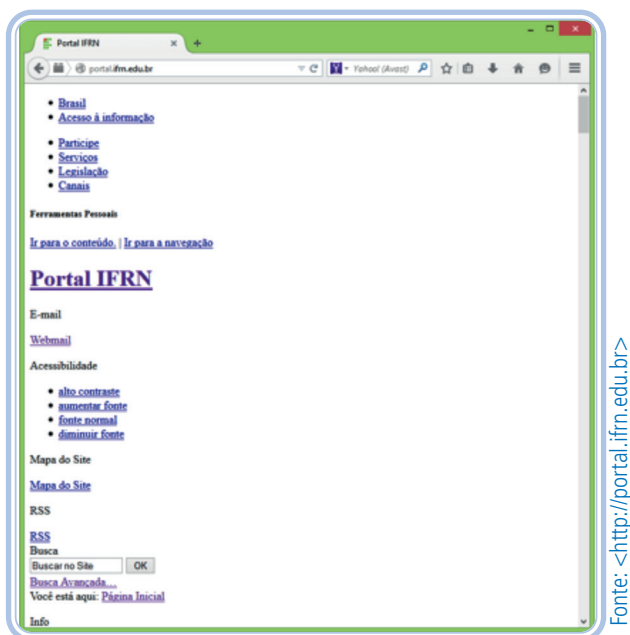 Portal IFRN
portal.ifrn.edu.br
Yahoo! (Avast)
Brasil
Acesso à informação
Participe
Serviços
Legislação
Canais
Ferramentas Pessoais
Ir para o conteúdo. | Ir para a navegação
Portal IFRN
E-mail
Webmail
Acessibilidade
alto contraste
aumentar fonte
fonte normal
diminuir fonte
Mapa do Site
Mapa do Site
RSS
RSS
Busca
Buscar no Site OK
Busca Avançada…
Você está aqui: Página Inicial
Info
Fonte: <http://portal.ifrn.edu.br>